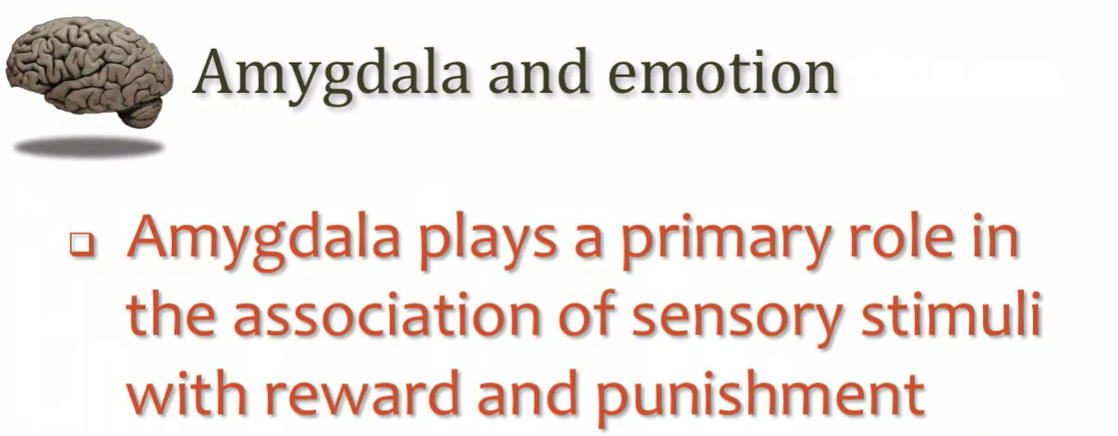 Amygdala and emotion
Amygdala plays a primary role in
the association of sensory stimuli
with reward and punishment